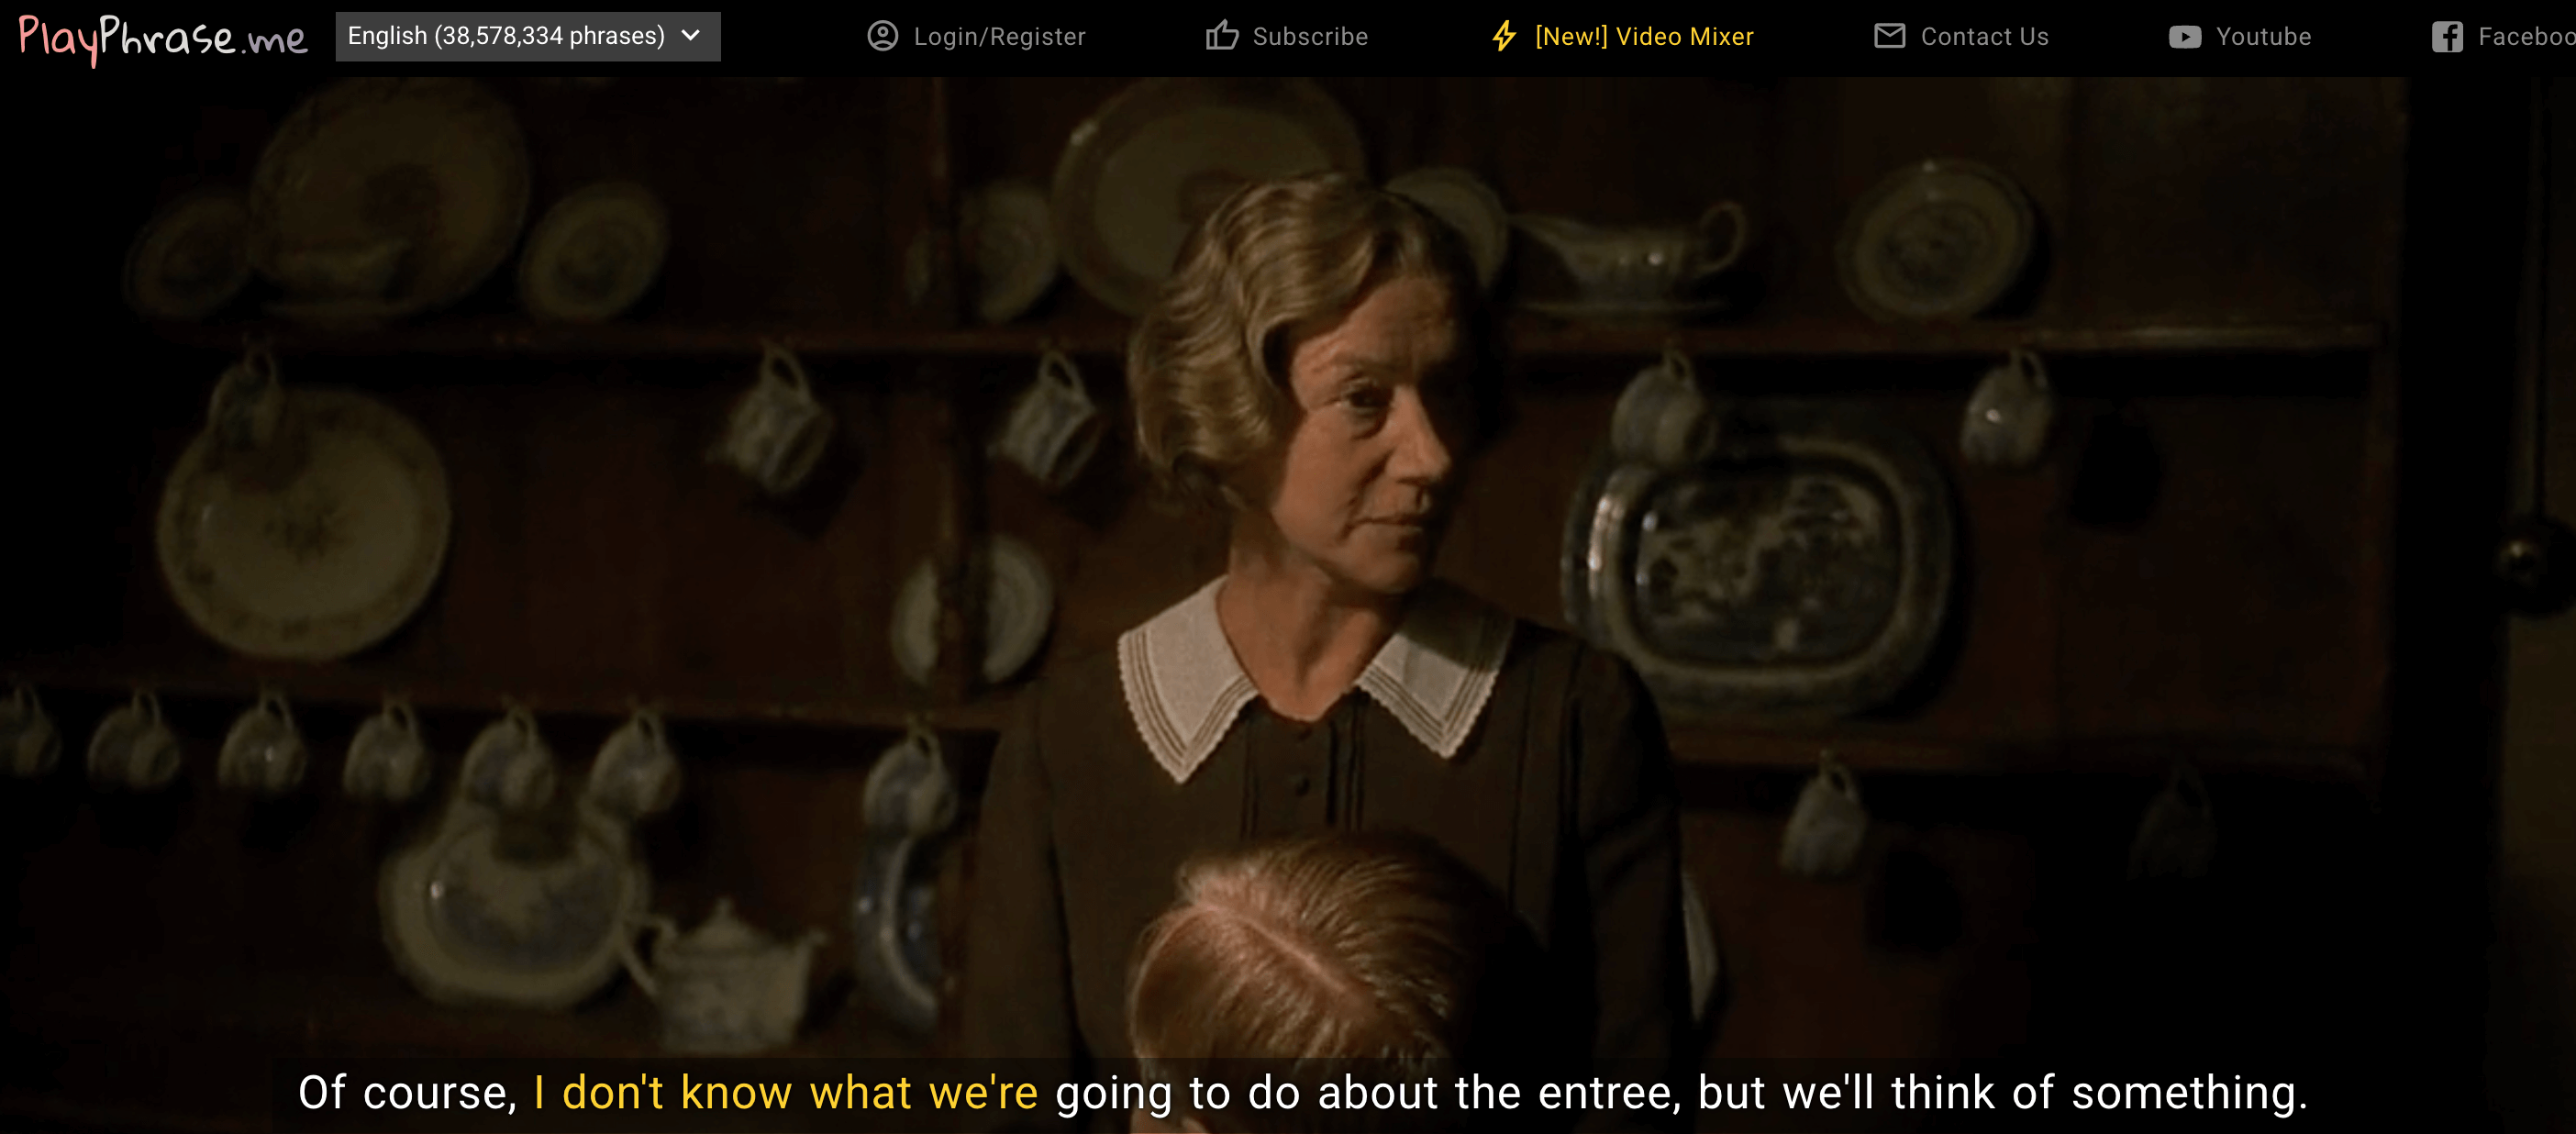 PlayPhrase.me
English (38,578,334 phrases)
Login/Register
Subscribe
[New!] Video Mixer
Contact Us
Youtube
Faceboo
Of course, I don't know what we're going to do about the entree, but we'll think of something.